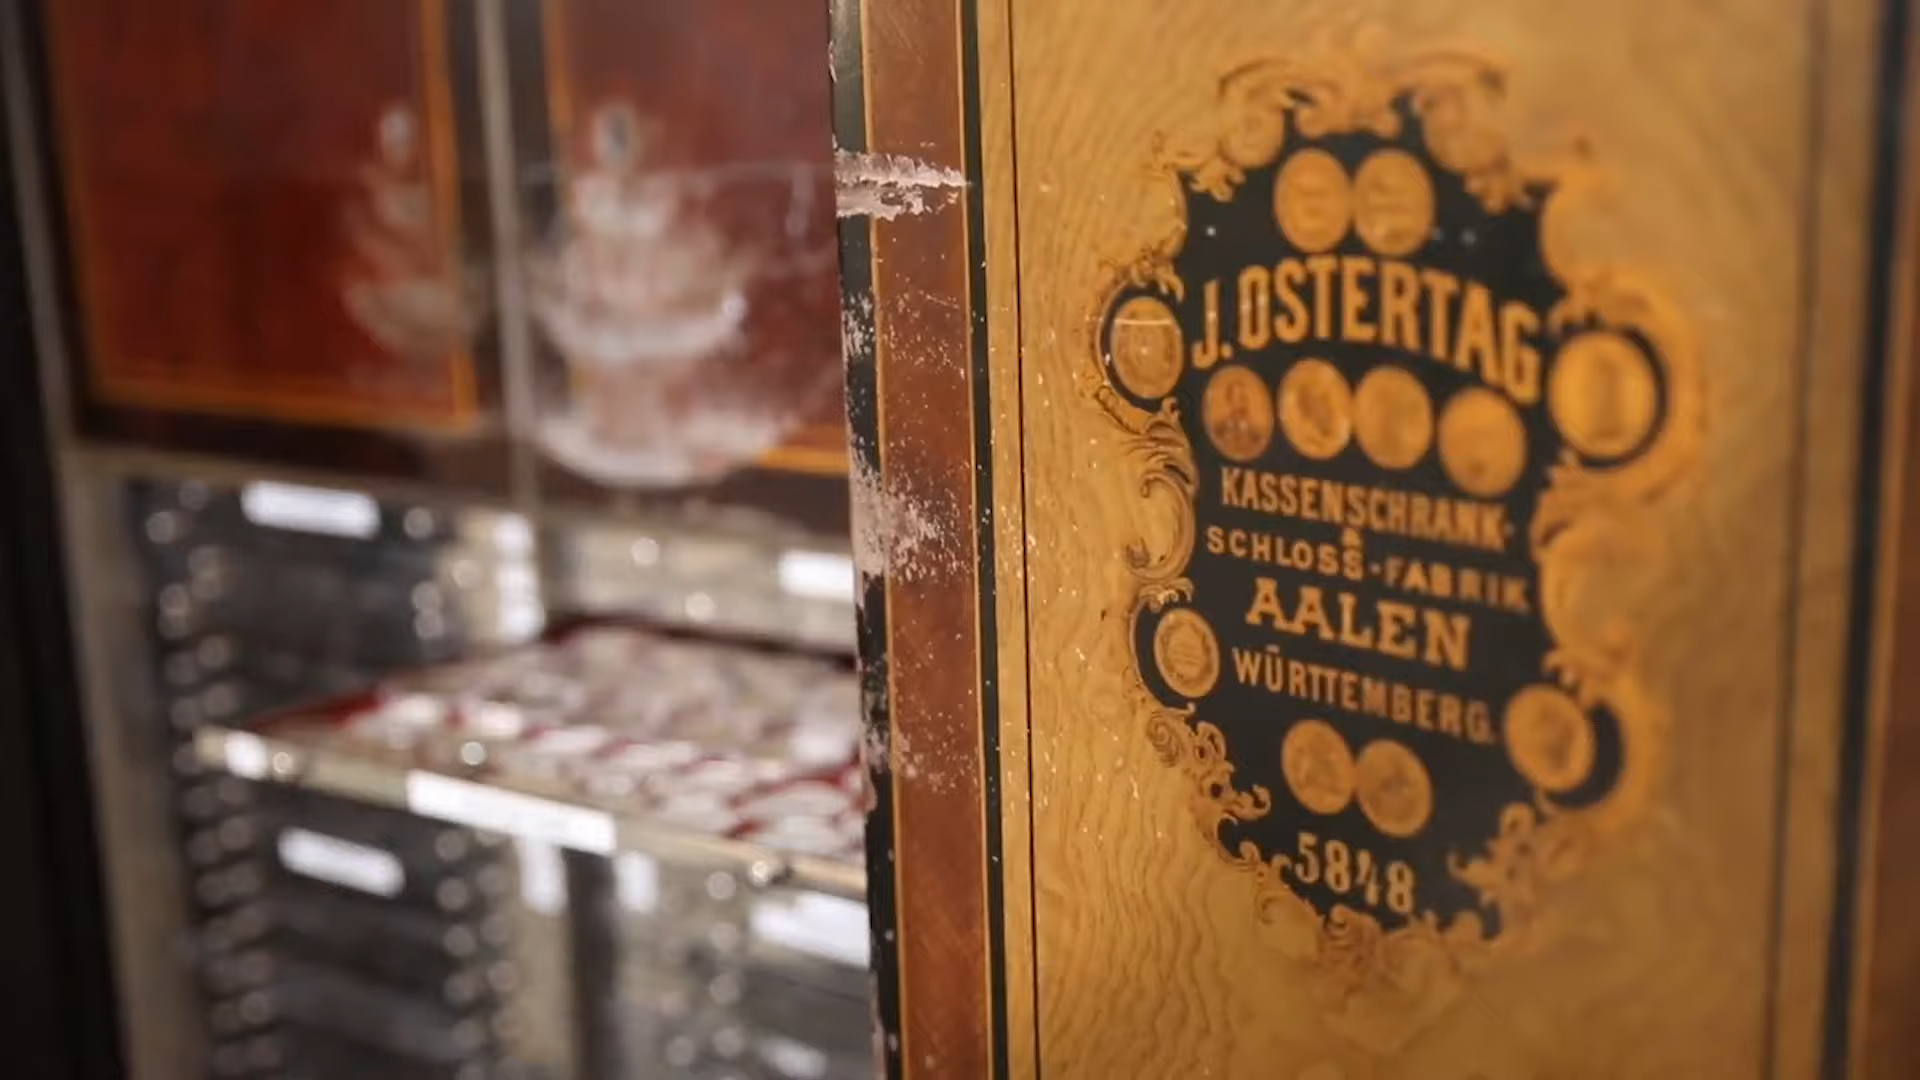 J. OSTERTAG
KASSENSCHRANK-
&
SCHLOSS-FABRIK
AALEN
WÜRTTEMBERG.
5848